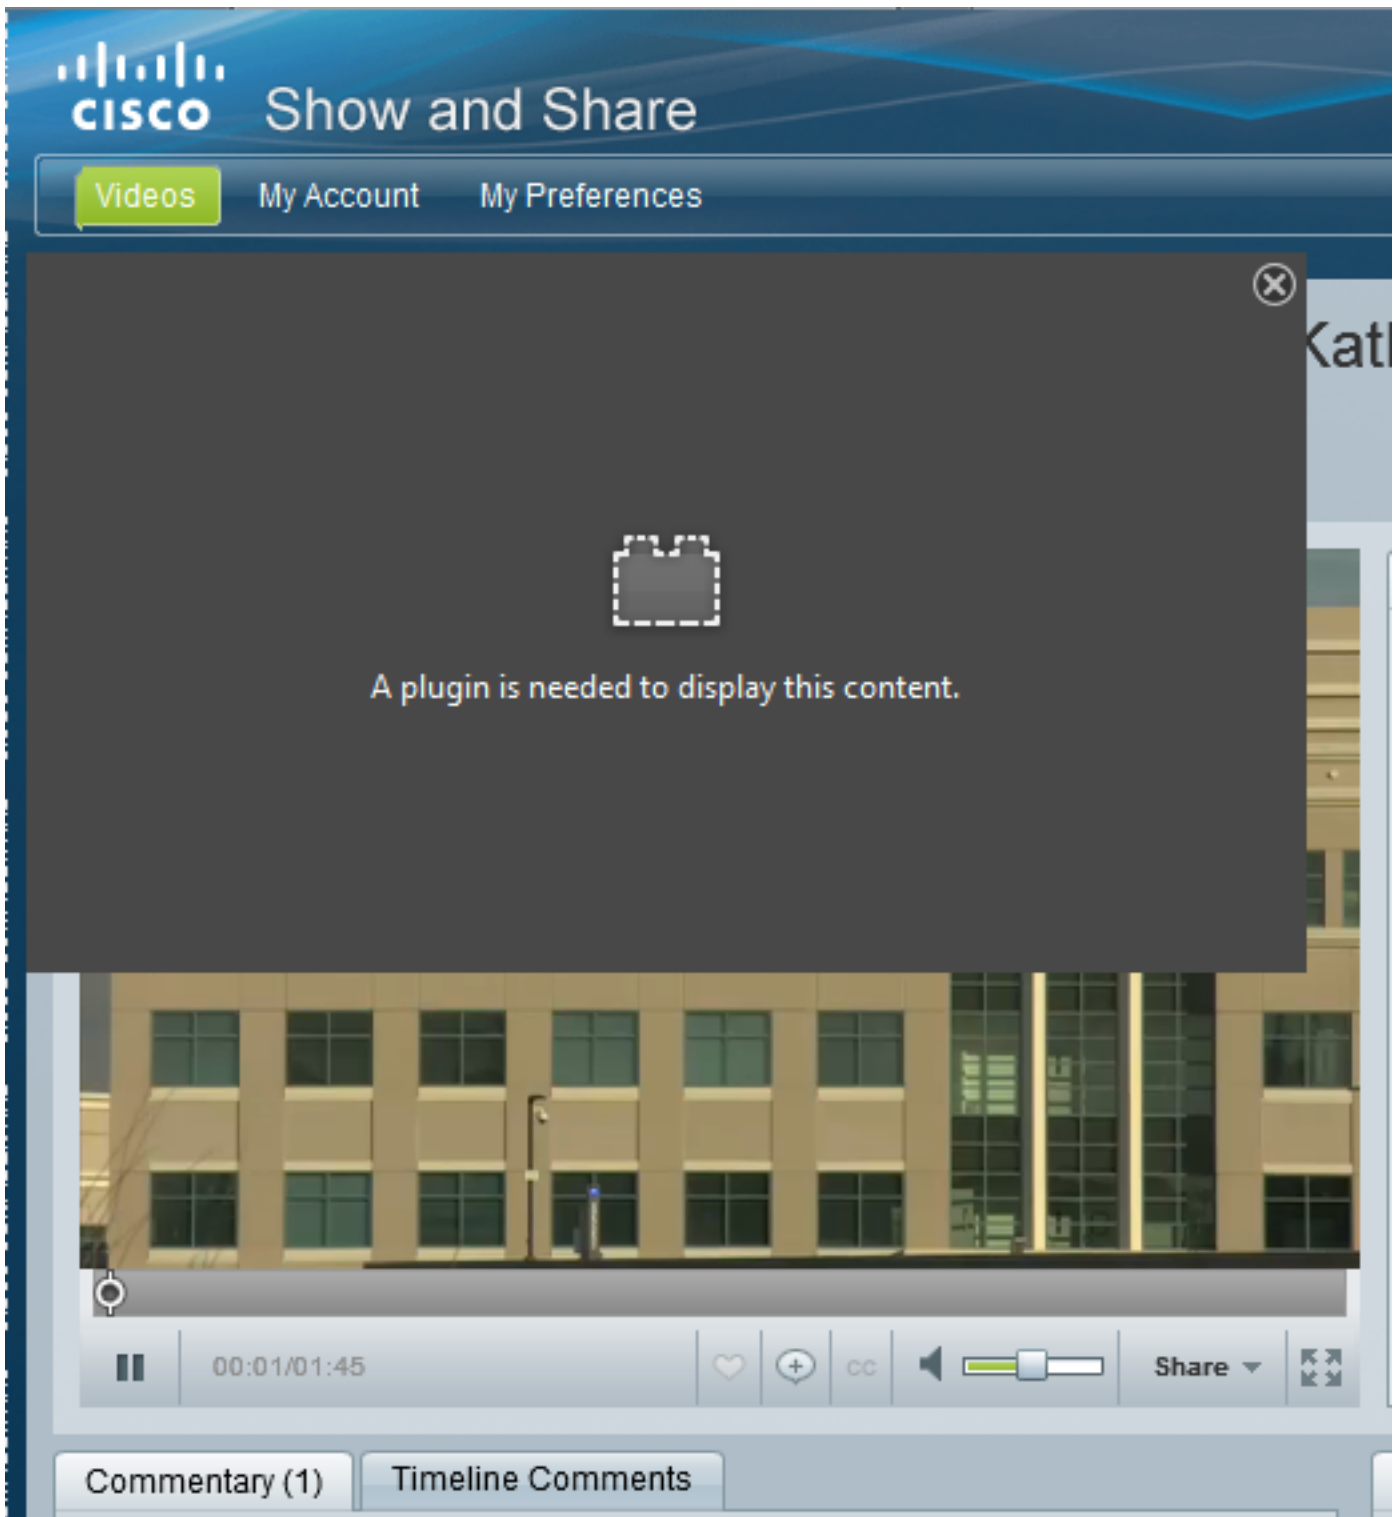 CISCO Show and Share
Videos My Account My Preferences
Kat
A plugin is needed to display this content.
00:01/01:45 cc Share
Commentary (1) Timeline Comments